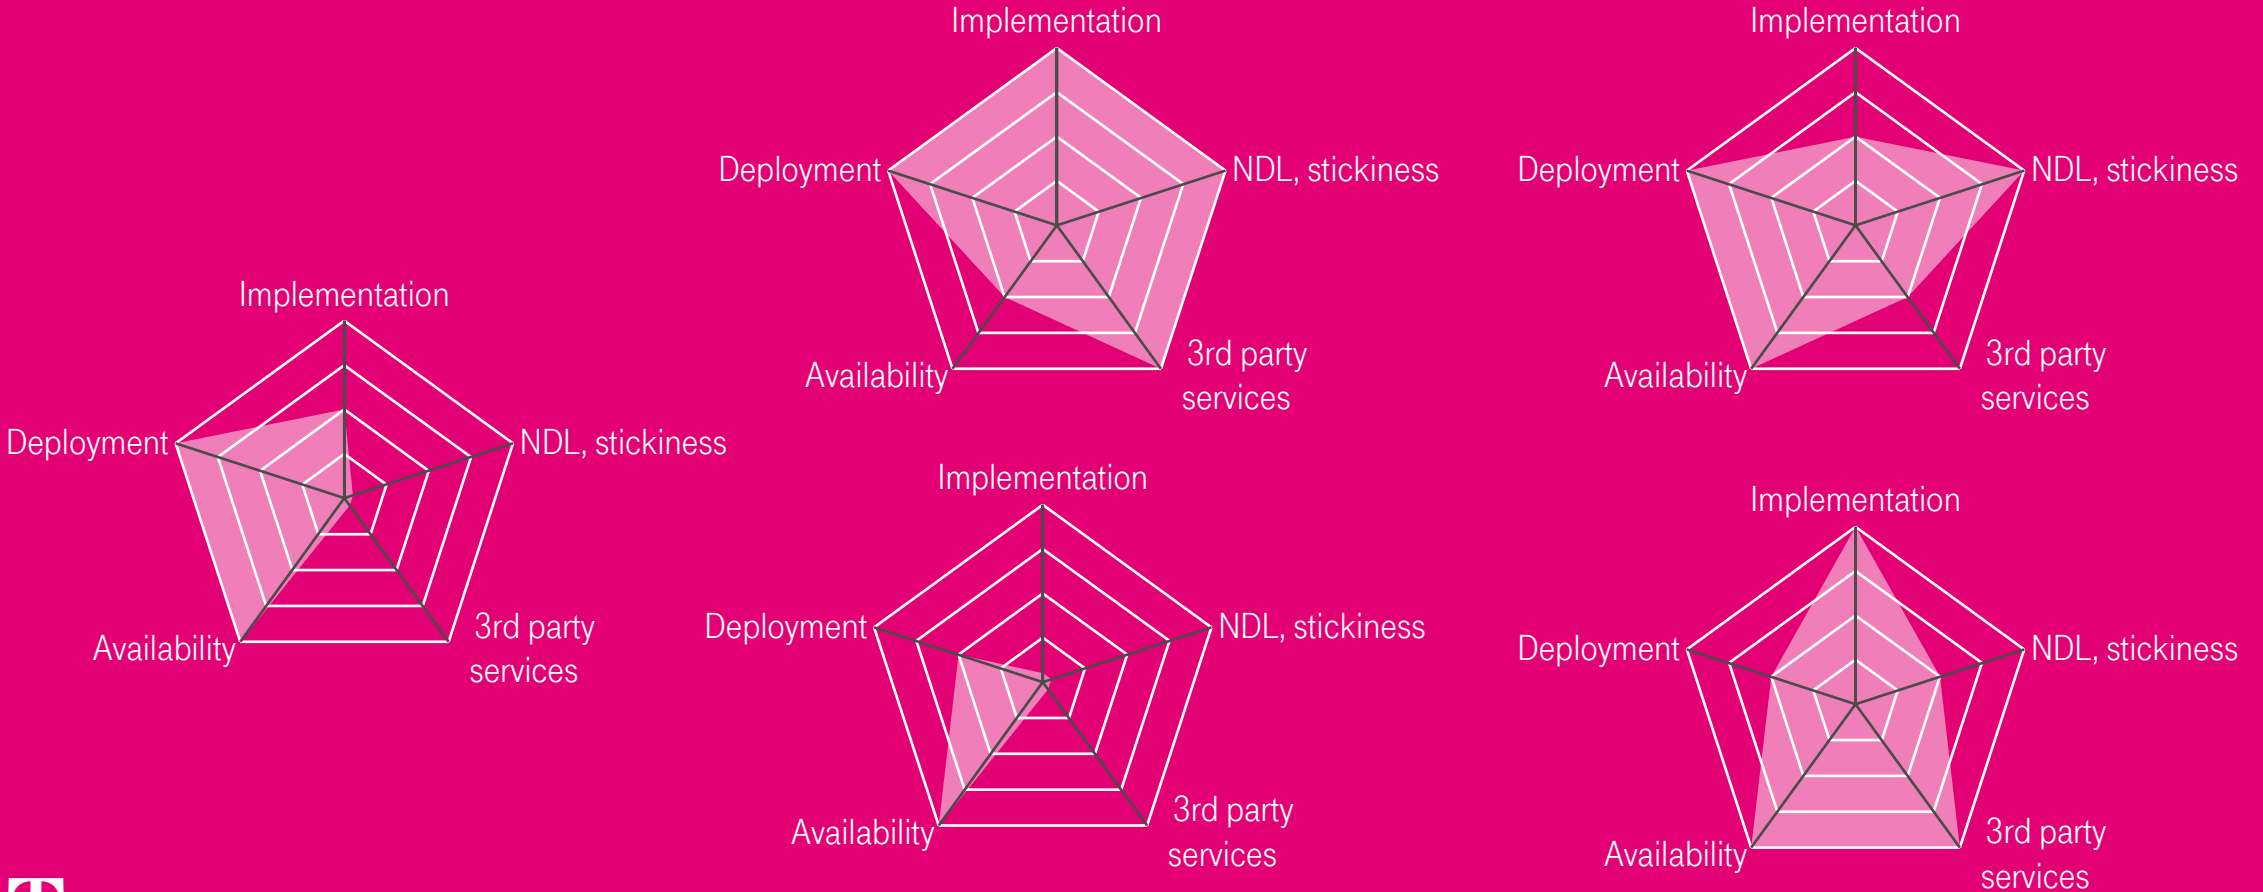 Implementation
Deployment
NDL, stickiness
Availability
3rd party
services
Implementation
Deployment
NDL, stickiness
Availability
3rd party
services
Implementation
Deployment
NDL, stickiness
Availability
3rd party
services
Implementation
Deployment
NDL, stickiness
Availability
3rd party
services
Implementation
Deployment
NDL, stickiness
Availability
3rd party
services